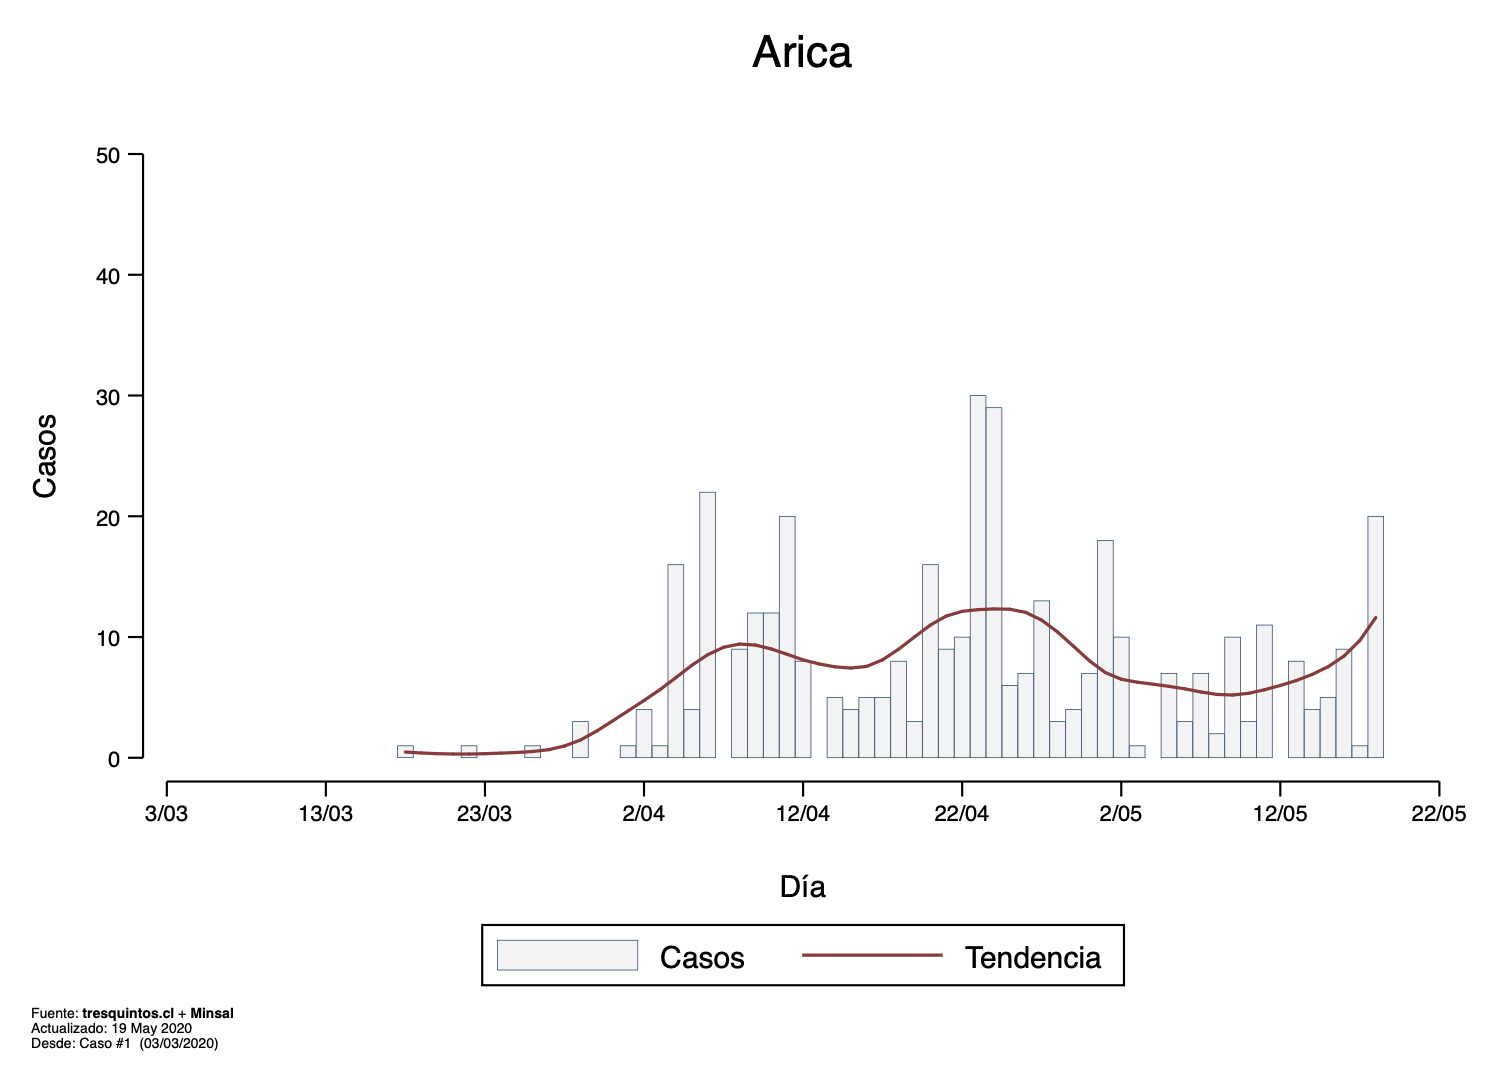 Arica
50
40
30
20
10
0
Casos
3/03 13/03 23/03 2/04 12/04 22/04 2/05 12/05 22/05
Día
Casos Tendencia
Fuente: tresquintos.cl + Minsal
Actualizado: 19 May 2020
Desde: Caso #1 (03/03/2020)